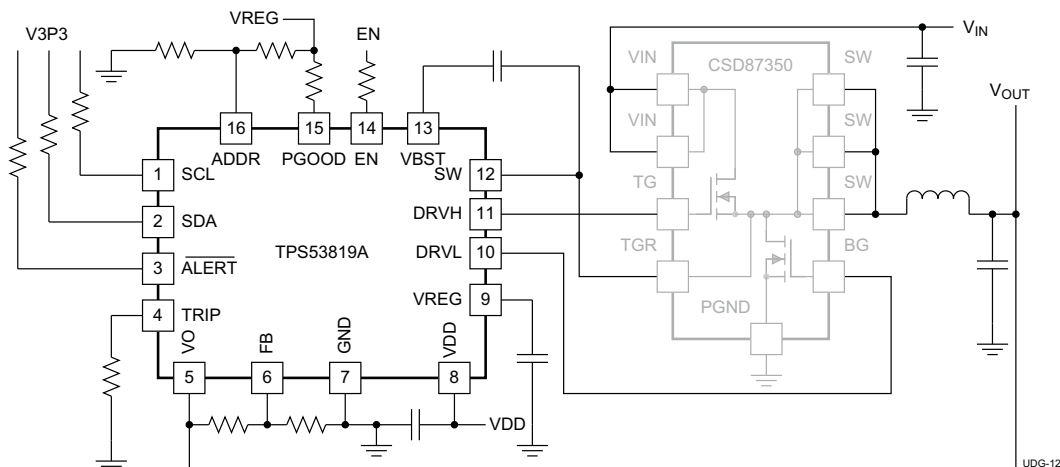 VREG
V3P3
EN
V_IN
VIN
CSD87350
SW
V_OUT
16
15
14
13
VIN
SW
ADDR
PGOOD
EN
VBST
1
SCL
SW
12
TG
SW
2
SDA
DRVH
11
TPS53819A
DRVL
10
TGR
BG
3
ALERT
4
TRIP
VREG
9
PGND
VO
FB
GND
VDD
5
6
7
8
VDD
UDG-12